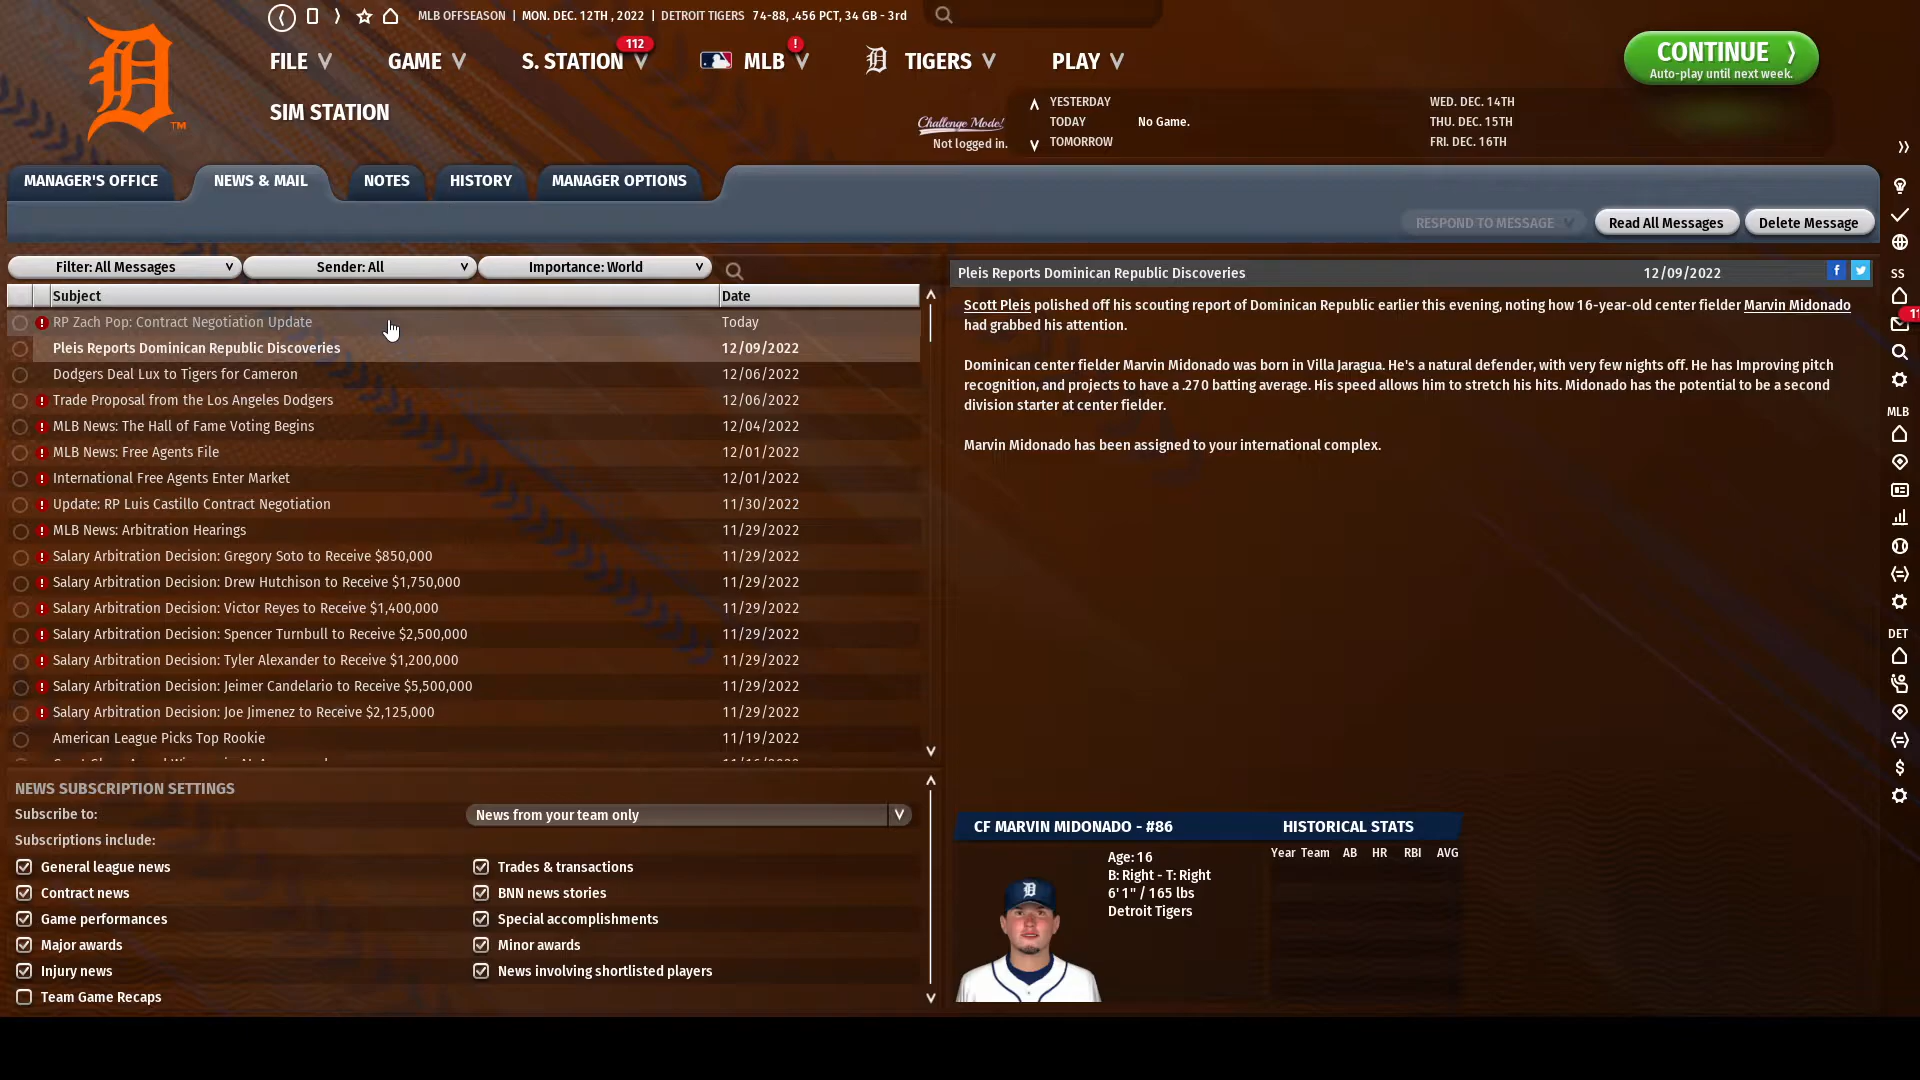 MLB OFFSEASON | MON. DEC. 12TH , 2022 | DETROIT TIGERS 74-88, .456 PCT, 34 GB - 3rd
FILE
GAME
S. STATION
112
MLB
!
TIGERS
PLAY
CONTINUE
Auto-play until next week.
SIM STATION
Challenge Mode!
Not logged in.
YESTERDAY
TODAY No Game.
TOMORROW
WED. DEC. 14TH
THU. DEC. 15TH
FRI. DEC. 16TH
MANAGER'S OFFICE
NEWS & MAIL
NOTES
HISTORY
MANAGER OPTIONS
RESPOND TO MESSAGE
Read All Messages
Delete Message
Filter: All Messages
Sender: All
Importance: World
Subject Date
RP Zach Pop: Contract Negotiation Update Today
Pleis Reports Dominican Republic Discoveries 12/09/2022
Dodgers Deal Lux to Tigers for Cameron 12/06/2022
Trade Proposal from the Los Angeles Dodgers 12/06/2022
MLB News: The Hall of Fame Voting Begins 12/04/2022
MLB News: Free Agents File 12/01/2022
International Free Agents Enter Market 12/01/2022
Update: RP Luis Castillo Contract Negotiation 11/30/2022
MLB News: Arbitration Hearings 11/29/2022
Salary Arbitration Decision: Gregory Soto to Receive $850,000 11/29/2022
Salary Arbitration Decision: Drew Hutchison to Receive $1,750,000 11/29/2022
Salary Arbitration Decision: Victor Reyes to Receive $1,400,000 11/29/2022
Salary Arbitration Decision: Spencer Turnbull to Receive $2,500,000 11/29/2022
Salary Arbitration Decision: Tyler Alexander to Receive $1,200,000 11/29/2022
Salary Arbitration Decision: Jeimer Candelario to Receive $5,500,000 11/29/2022
Salary Arbitration Decision: Joe Jimenez to Receive $2,125,000 11/29/2022
American League Picks Top Rookie 11/19/2022
NEWS SUBSCRIPTION SETTINGS
Subscribe to: News from your team only
Subscriptions include:
General league news Trades & transactions
Contract news BNN news stories
Game performances Special accomplishments
Major awards Minor awards
Injury news News involving shortlisted players
Team Game Recaps
Pleis Reports Dominican Republic Discoveries 12/09/2022
Scott Pleis polished off his scouting report of Dominican Republic earlier this evening, noting how 16-year-old center fielder Marvin Midonado
had grabbed his attention.
Dominican center fielder Marvin Midonado was born in Villa Jaragua. He's a natural defender, with very few nights off. He has Improving pitch
recognition, and projects to have a .270 batting average. His speed allows him to stretch his hits. Midonado has the potential to be a second
division starter at center fielder.
Marvin Midonado has been assigned to your international complex.
CF MARVIN MIDONADO - #86 HISTORICAL STATS
Year Team AB HR RBI AVG
Age: 16
B: Right - T: Right
6' 1" / 165 lbs
Detroit Tigers
SS
11
MLB
DET